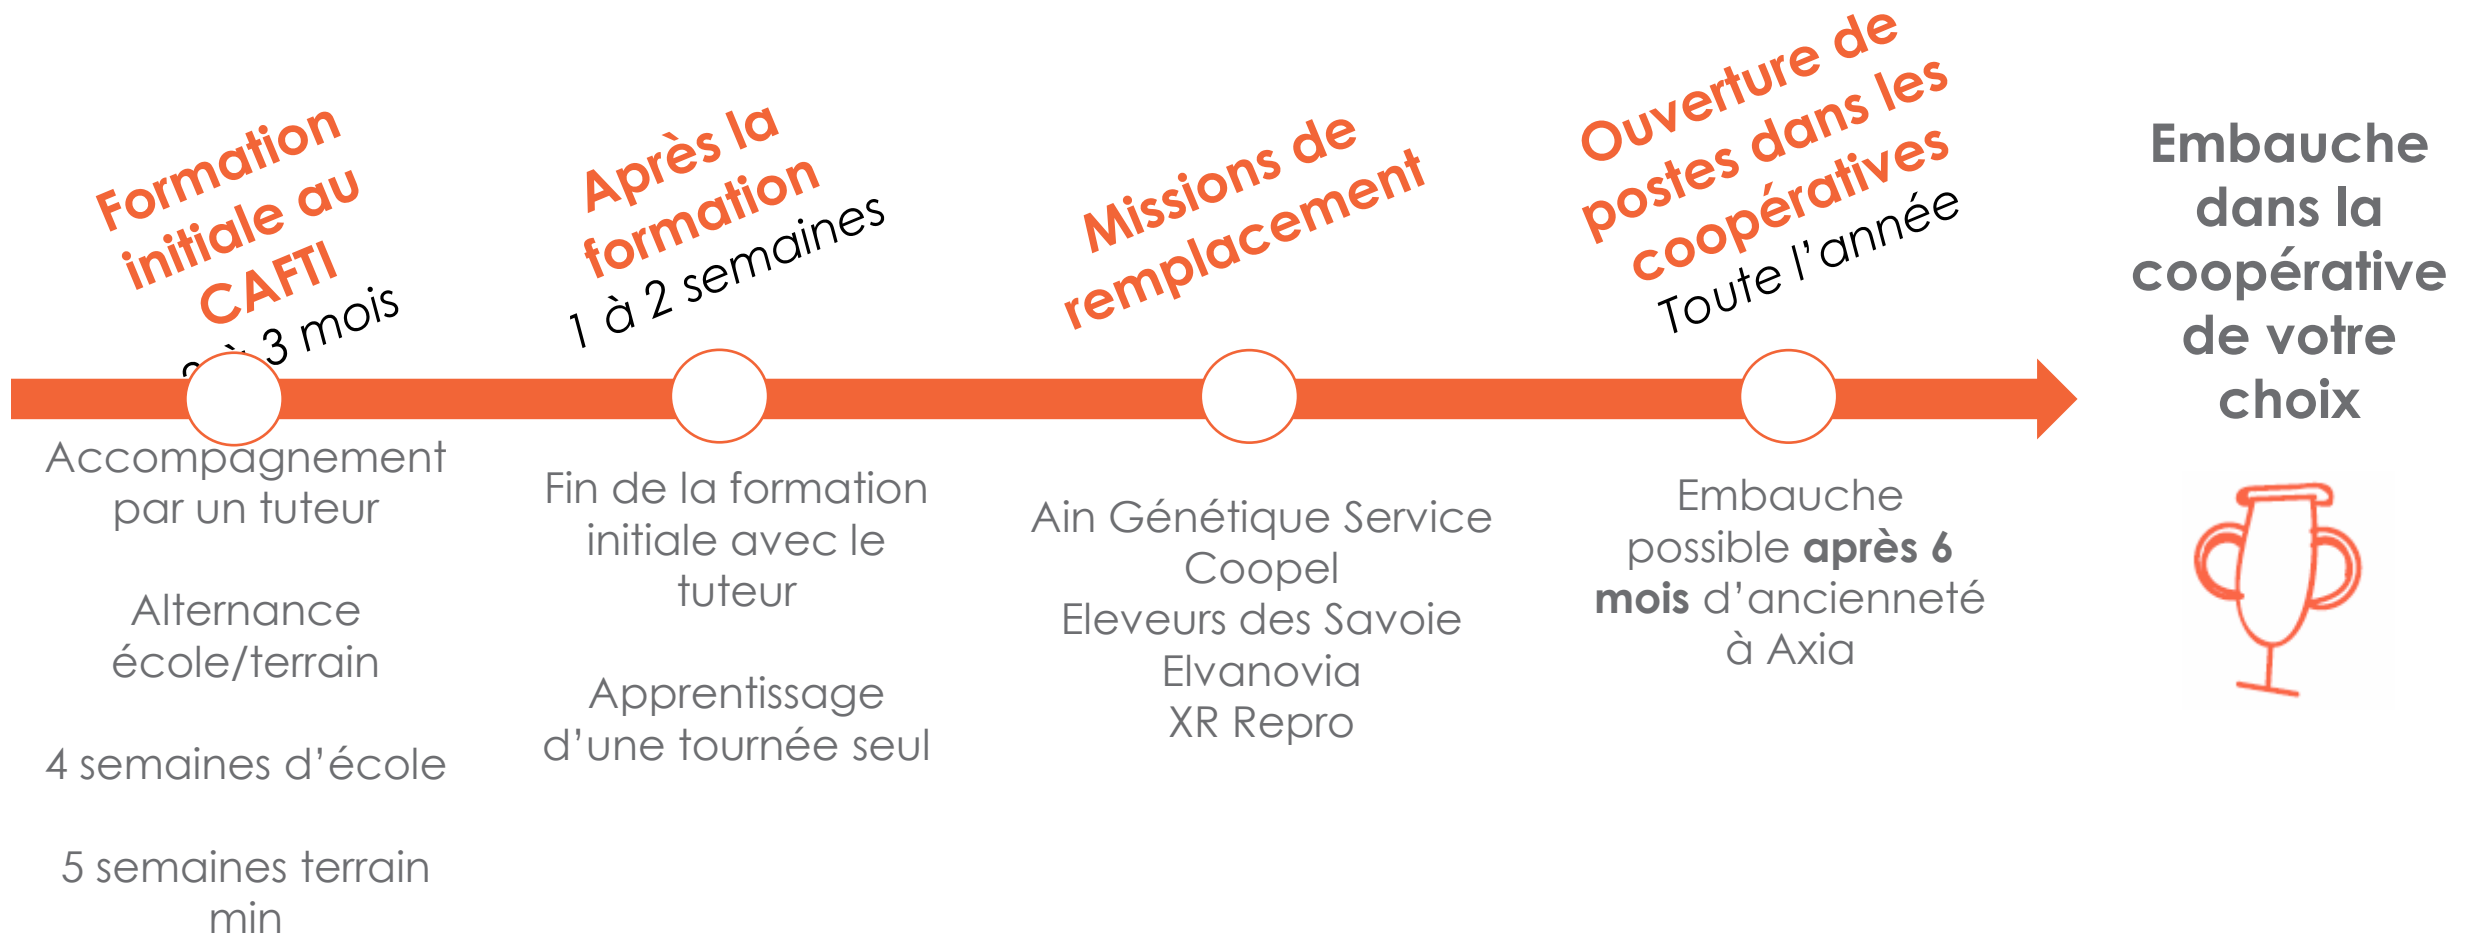 Formation
initiale au
CAFTI
3 mois
Accompagnement
par un tuteur
Alternance
école/terrain
4 semaines d’école
5 semaines terrain
min
Après la
formation
1 à 2 semaines
Fin de la formation
initiale avec le
tuteur
Apprentissage
d’une tournée seul
Missions de
remplacement
Ain Génétique Service
Coopel
Eleveurs des Savoie
Elvanovia
XR Repro
Ouverture de
postes dans les
coopératives
Toute l’année
Embauche
possible après 6
mois d’ancienneté
à Axia
Embauche
dans la
coopérative
de votre
choix